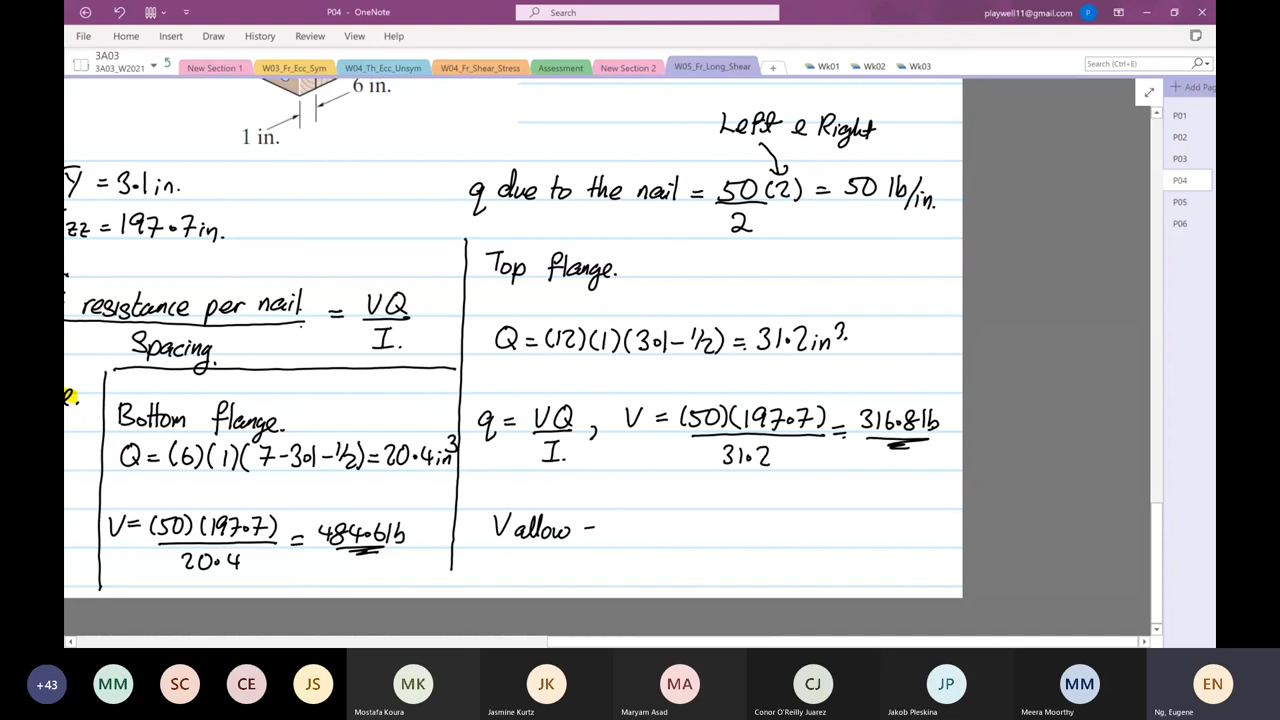 P04 - OneNote
Search
playwell11@gmail.com
P
File
Home
Insert
Draw
History
Review
View
Help
3A03
3A03_W2021
5
New Section 1
W03_Fr_Ecc_Sym
W04_Th_Ecc_Unsym
W04_Fr_Shear_Stress
Assessment
New Section 2
W05_Fr_Long_Shear
+
Wk01
Wk02
Wk03
Search (Ctrl+E)
Add Pag
P01
P02
P03
P04
P05
P06
6 in.
1 in.
Y = 3.1 in.
zz = 197.7 in.
resistance per nail / Spacing. = VQ / I.
e.
Bottom flange.
Q = (6)(1)(7-3.1-1/2) = 20.4 in³
V = (50)(197.7) / 20.4 = 484.6 lb
Left & Right
q due to the nail = 50 (2) / 2 = 50 lb/in.
Top flange.
Q = (12)(1)(3.1-1/2) = 31.2 in³.
q = VQ / I. , V = (50)(197.7) / 31.2 = 316.8 lb
V allow -
+43
MM
SC
CE
JS
MK
Mostafa Koura
JK
Jasmine Kurtz
MA
Maryam Asad
CJ
Conor O'Reilly Juarez
JP
Jakob Pleskina
MM
Meera Moorthy
EN
Ng, Eugene